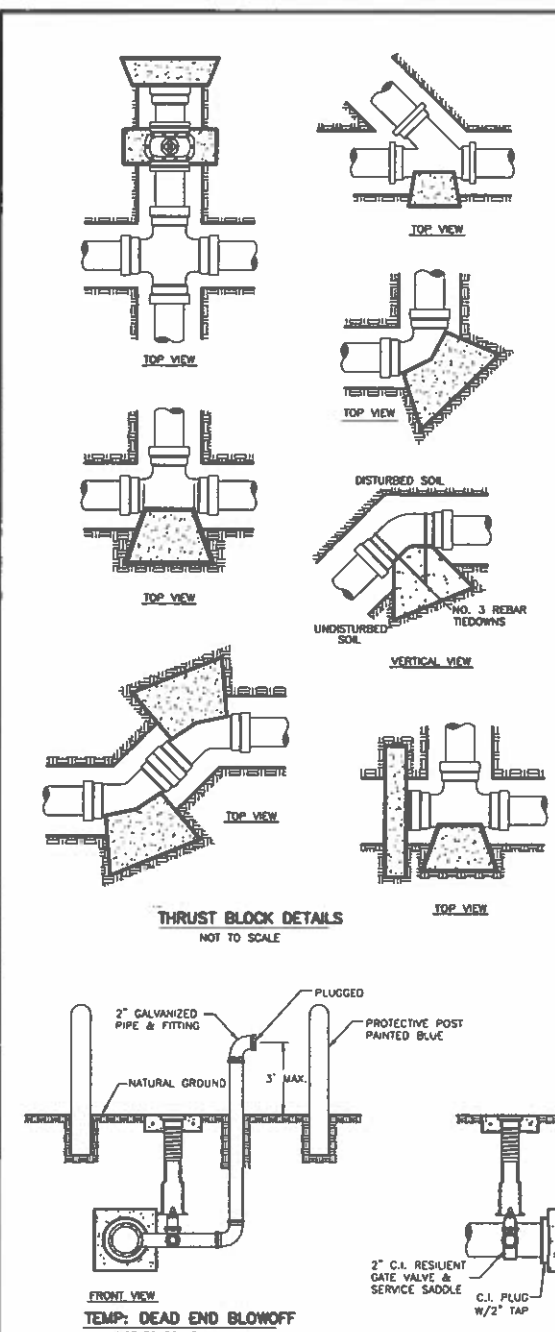 TOP VIEW
TOP VIEW
TOP VIEW
TOP VIEW
DISTURBED SOIL
NO. 3 REBAR
TIEDOWNS
UNDISTURBED
SOIL
VERTICAL VIEW
TOP VIEW
TOP VIEW
THRUST BLOCK DETAILS
NOT TO SCALE
PLUGGED
2" GALVANIZED
PIPE & FITTING
PROTECTIVE POST
PAINTED BLUE
3' MAX.
NATURAL GROUND
2" C.I. RESILIENT
GATE VALVE &
SERVICE SADDLE
C.I. PLUG
W/2" TAP
FRONT VIEW
TEMP: DEAD END BLOWOFF